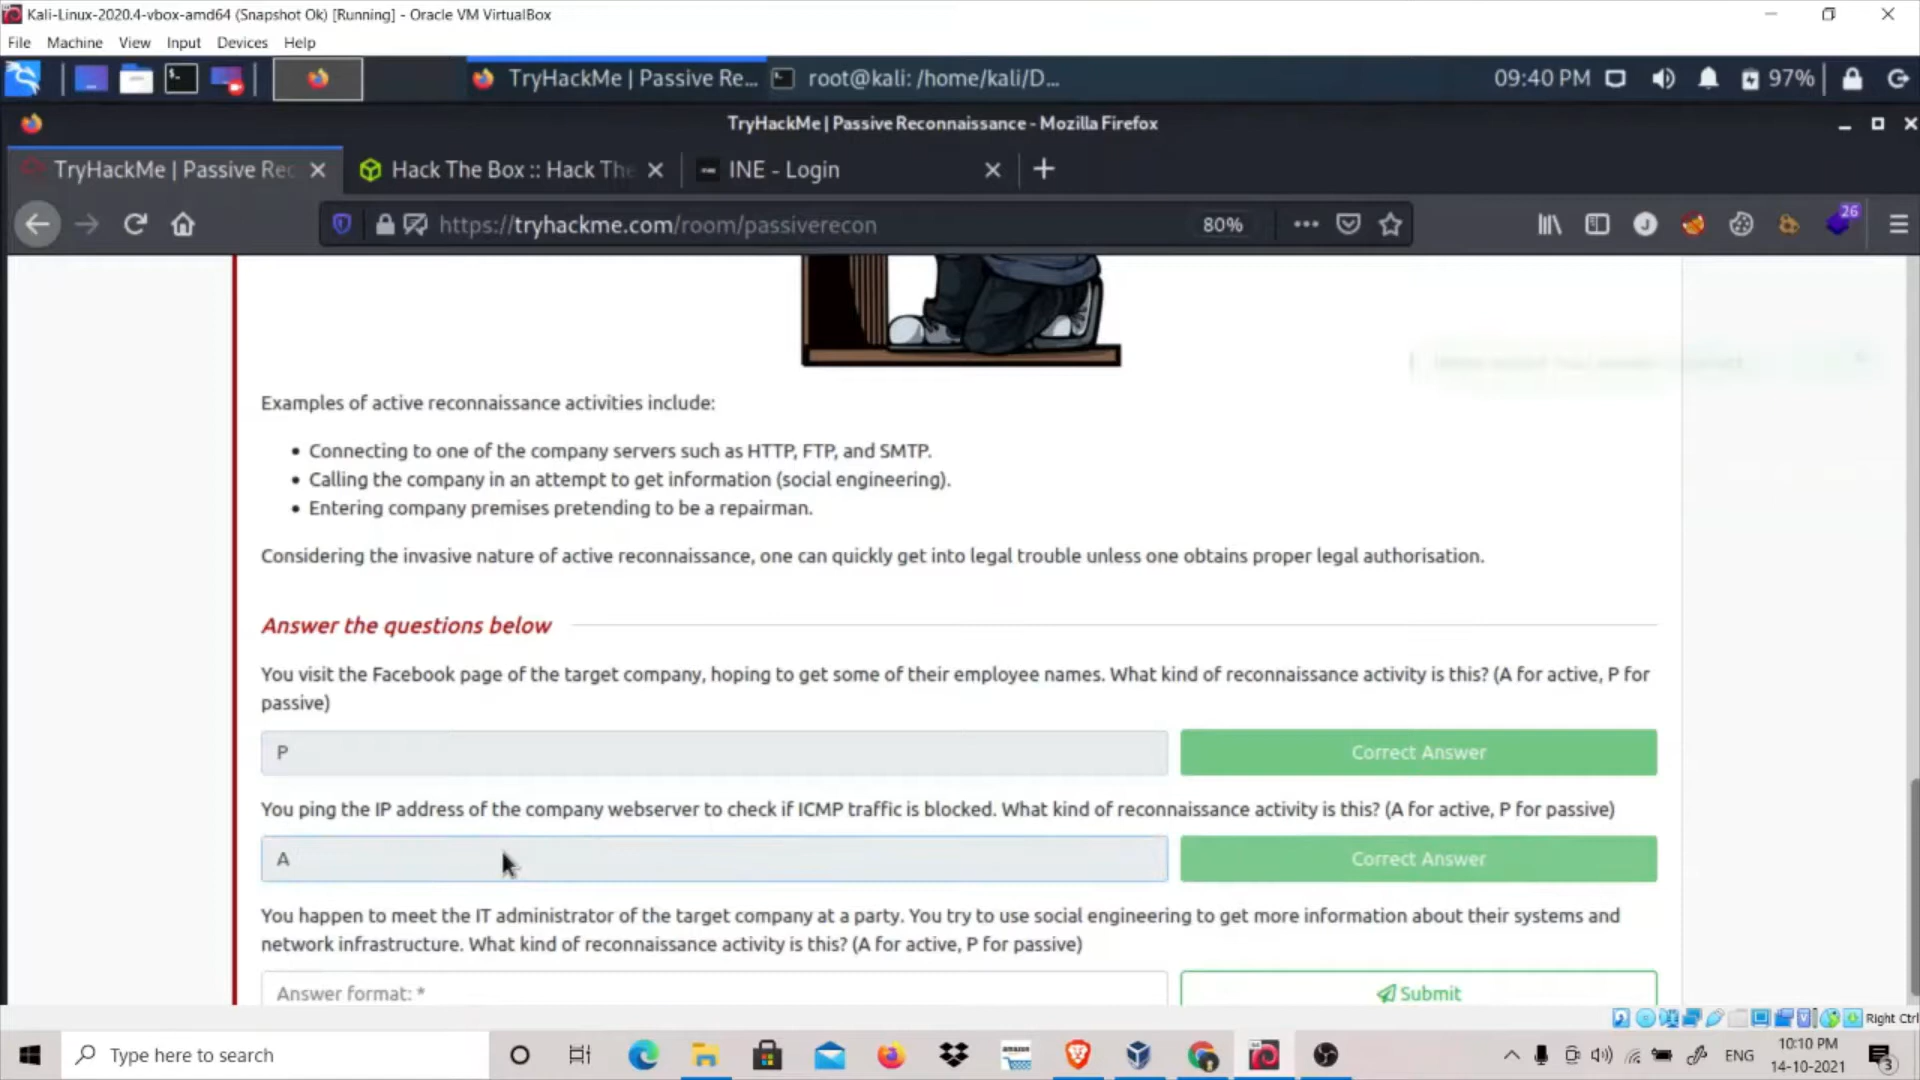 Kali-Linux-2020.4-vbox-amd64 (Snapshot Ok) [Running] - Oracle VM VirtualBox
File Machine View Input Devices Help
TryHackMe | Passive Re... root@kali: /home/kali/D... 09:40 PM 97%
TryHackMe | Passive Reconnaissance - Mozilla Firefox
TryHackMe | Passive Rec Hack The Box :: Hack The INE - Login
https://tryhackme.com/room/passiverecon 80% 26
Examples of active reconnaissance activities include:
• Connecting to one of the company servers such as HTTP, FTP, and SMTP.
• Calling the company in an attempt to get information (social engineering).
• Entering company premises pretending to be a repairman.
Considering the invasive nature of active reconnaissance, one can quickly get into legal trouble unless one obtains proper legal authorisation.
Answer the questions below
You visit the Facebook page of the target company, hoping to get some of their employee names. What kind of reconnaissance activity is this? (A for active, P for
passive)
P Correct Answer
You ping the IP address of the company webserver to check if ICMP traffic is blocked. What kind of reconnaissance activity is this? (A for active, P for passive)
A Correct Answer
You happen to meet the IT administrator of the target company at a party. You try to use social engineering to get more information about their systems and
network infrastructure. What kind of reconnaissance activity is this? (A for active, P for passive)
Answer format: * Submit
Right Ctrl
Type here to search amazon ENG 10:10 PM
14-10-2021 3